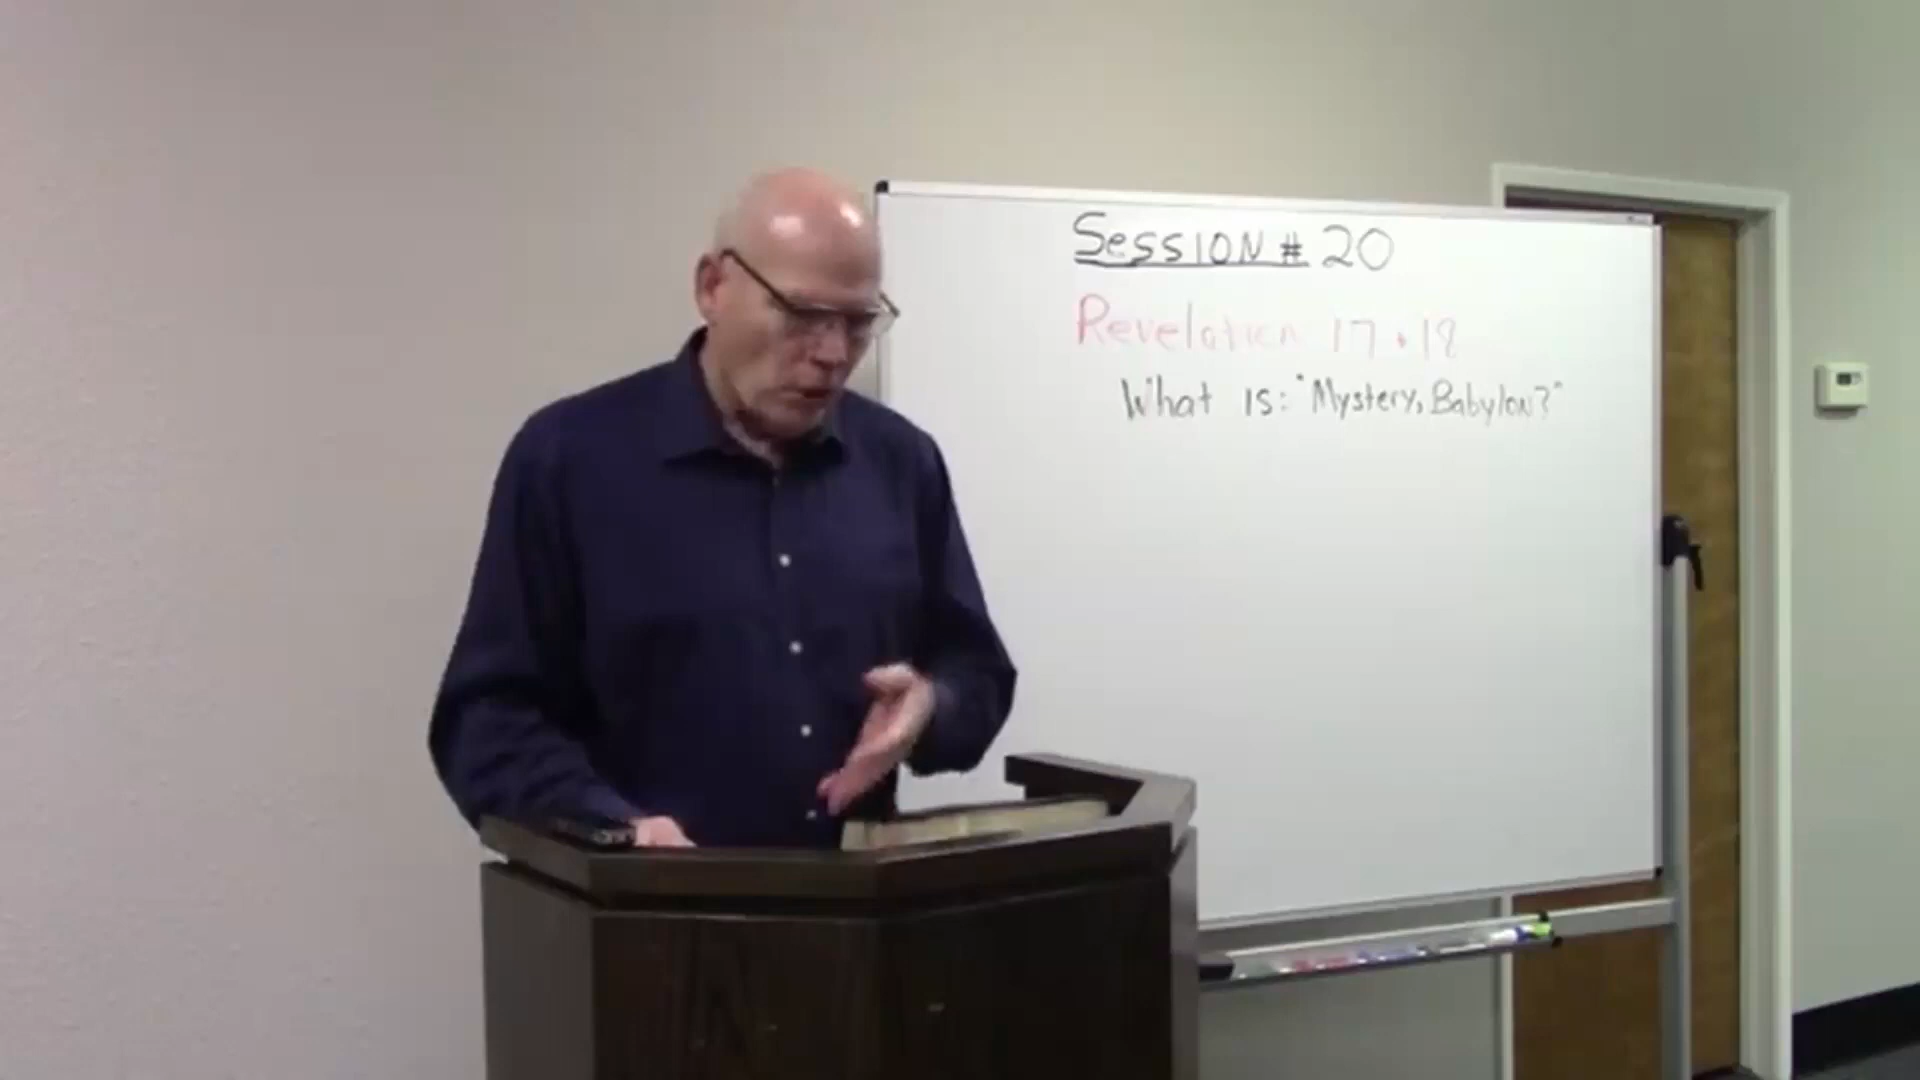 Session # 20
Revelation 17 & 18
What is: "Mystery, Babylon?"